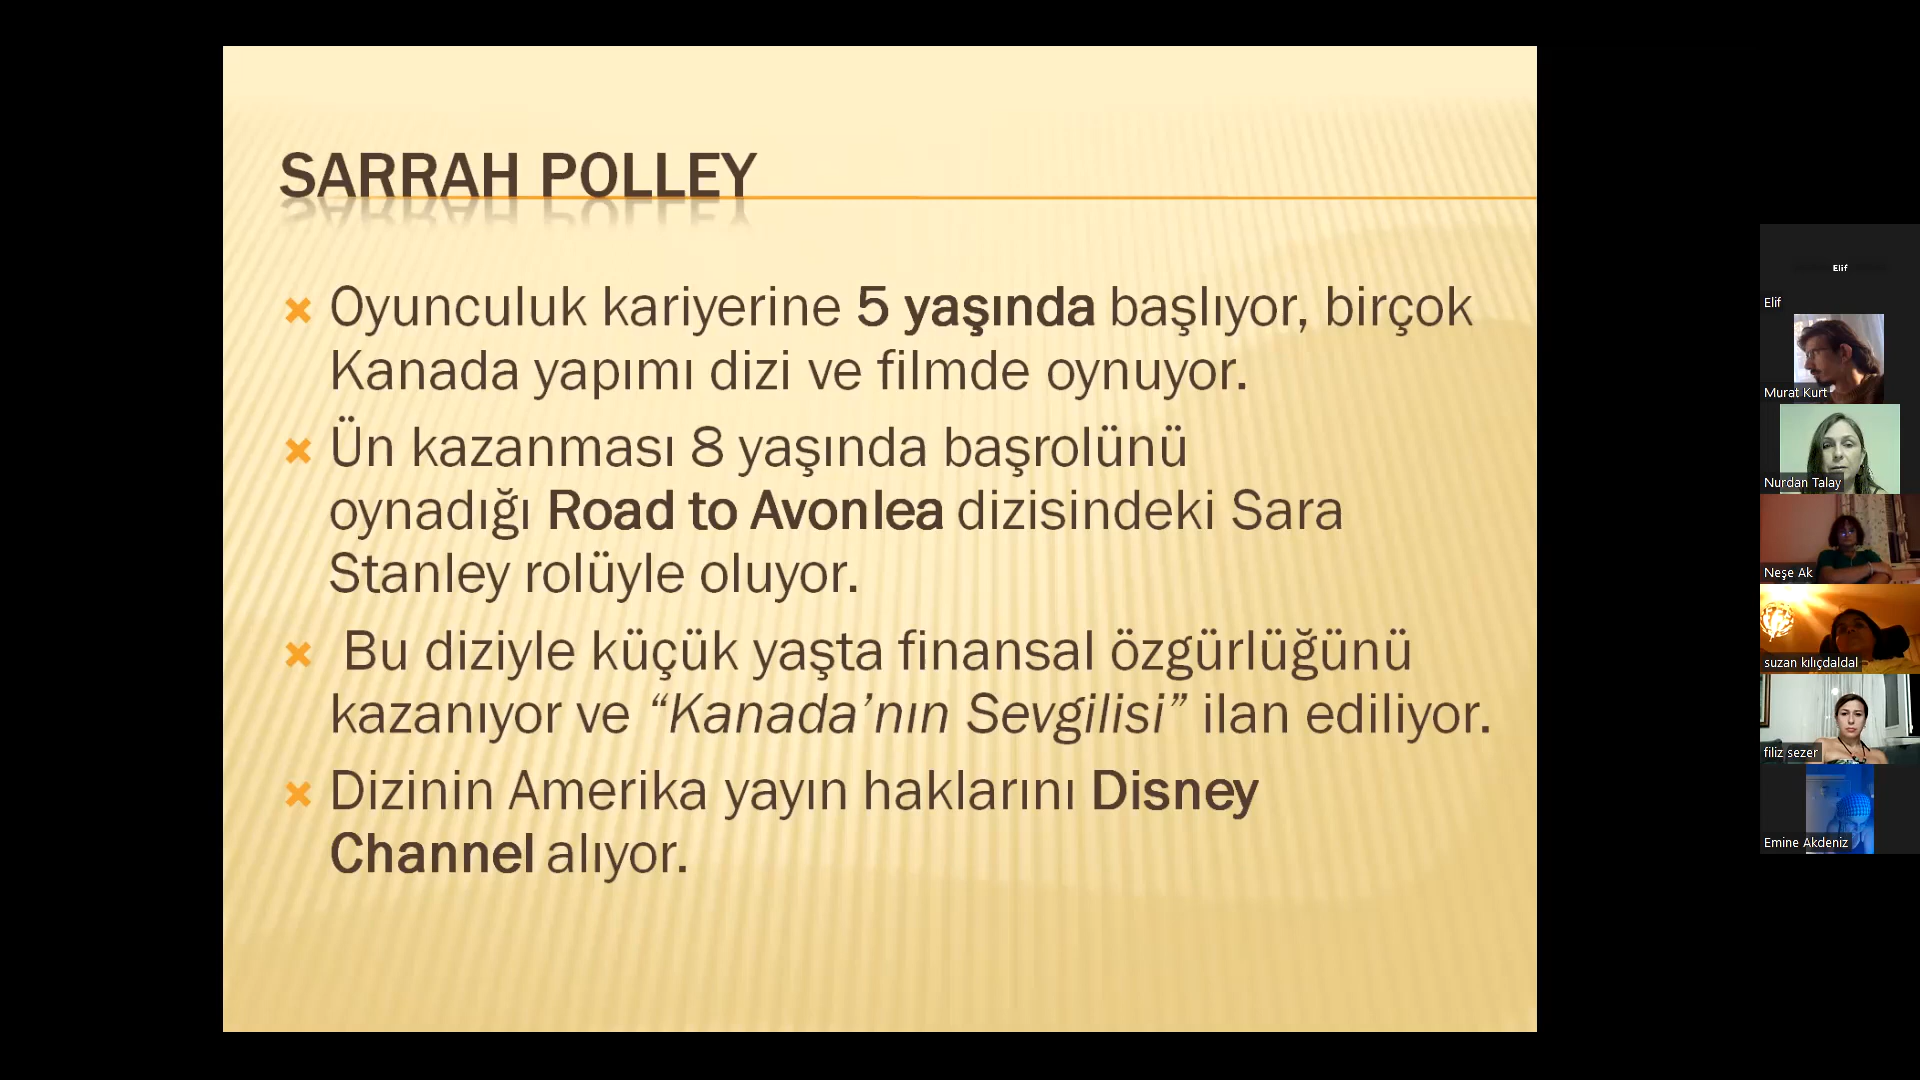 SARRAH POLLEY
Oyunculuk kariyerine 5 yaşında başlıyor, birçok
Kanada yapımı dizi ve filmde oynuyor.
Ün kazanması 8 yaşında başrolünü
oynadığı Road to Avonlea dizisindeki Sara
Stanley rolüyle oluyor.
Bu diziyle küçük yaşta finansal özgürlüğünü
kazanıyor ve “Kanada’nın Sevgilisi” ilan ediliyor.
Dizinin Amerika yayın haklarını Disney
Channel alıyor.
Elif
Elif
Murat Kurt
Nurdan Talay
Neşe Ak
suzan kılıçdaldal
filiz sezer
Emine Akdeniz